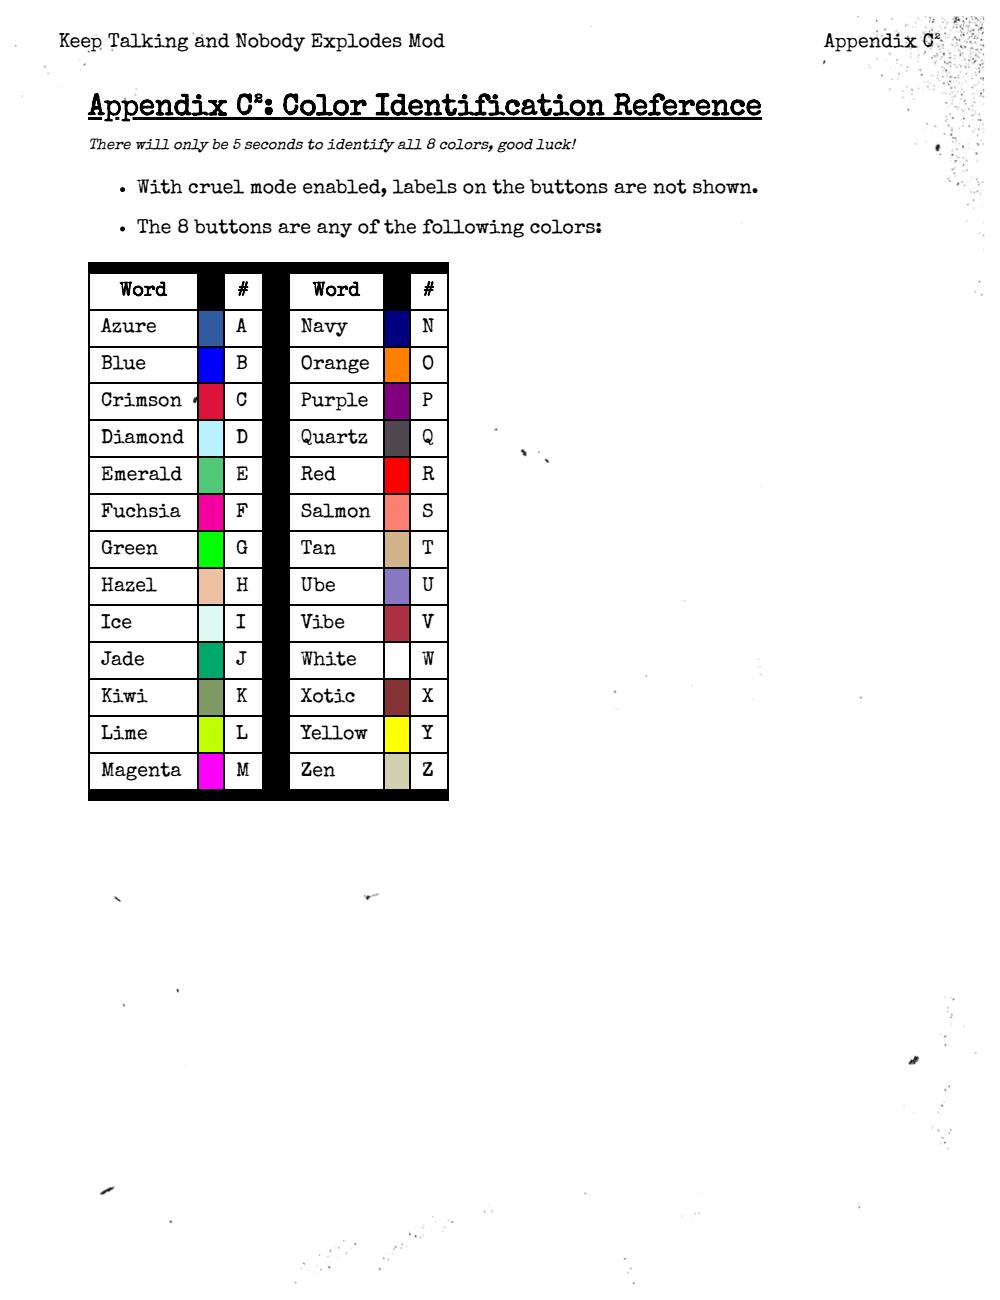 Keep Talking and Nobody Explodes Mod Appendix C²
Appendix C²: Color Identification Reference
There will only be 5 seconds to identify all 8 colors, good luck!
• With cruel mode enabled, labels on the buttons are not shown.
• The 8 buttons are any of the following colors:
Word # Word #
Azure A Navy N
Blue B Orange O
Crimson C Purple P
Diamond D Quartz Q
Emerald E Red R
Fuchsia F Salmon S
Green G Tan T
Hazel H Ube U
Ice I Vibe V
Jade J White W
Kiwi K Xotic X
Lime L Yellow Y
Magenta M Zen Z